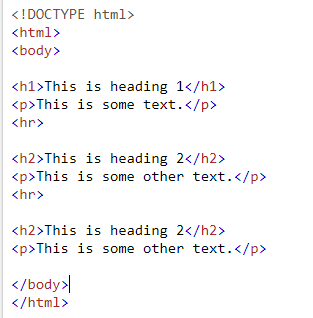 <!DOCTYPE html>
<html>
<body>
<h1>This is heading 1</h1>
<p>This is some text.</p>
<hr>
<h2>This is heading 2</h2>
<p>This is some other text.</p>
<hr>
<h2>This is heading 2</h2>
<p>This is some other text.</p>
</body>
</html>